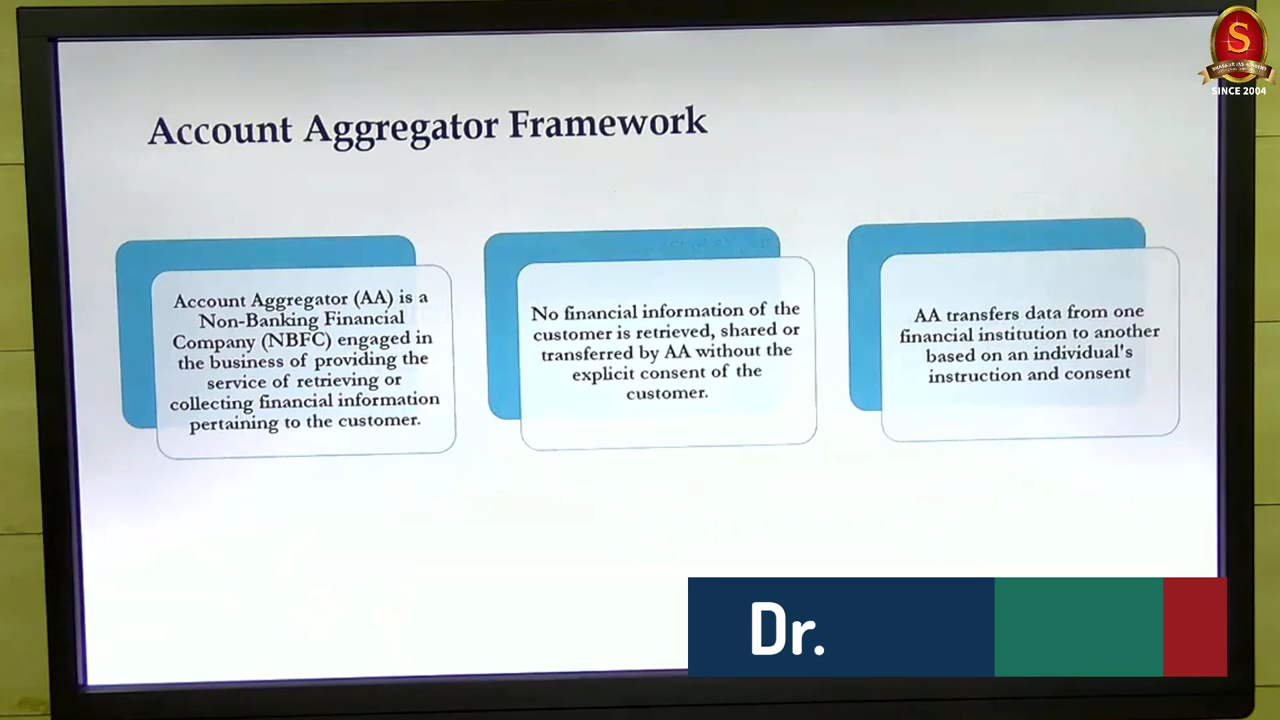 Account Aggregator Framework
Account Aggregator (AA) is a
Non-Banking Financial
Company (NBFC) engaged in
the business of providing the
service of retrieving or
collecting financial information
pertaining to the customer.
No financial information of the
customer is retrieved, shared or
transferred by AA without the
explicit consent of the
customer.
AA transfers data from one
financial institution to another
based on an individual's
instruction and consent
S
SINCE 2004
Dr.